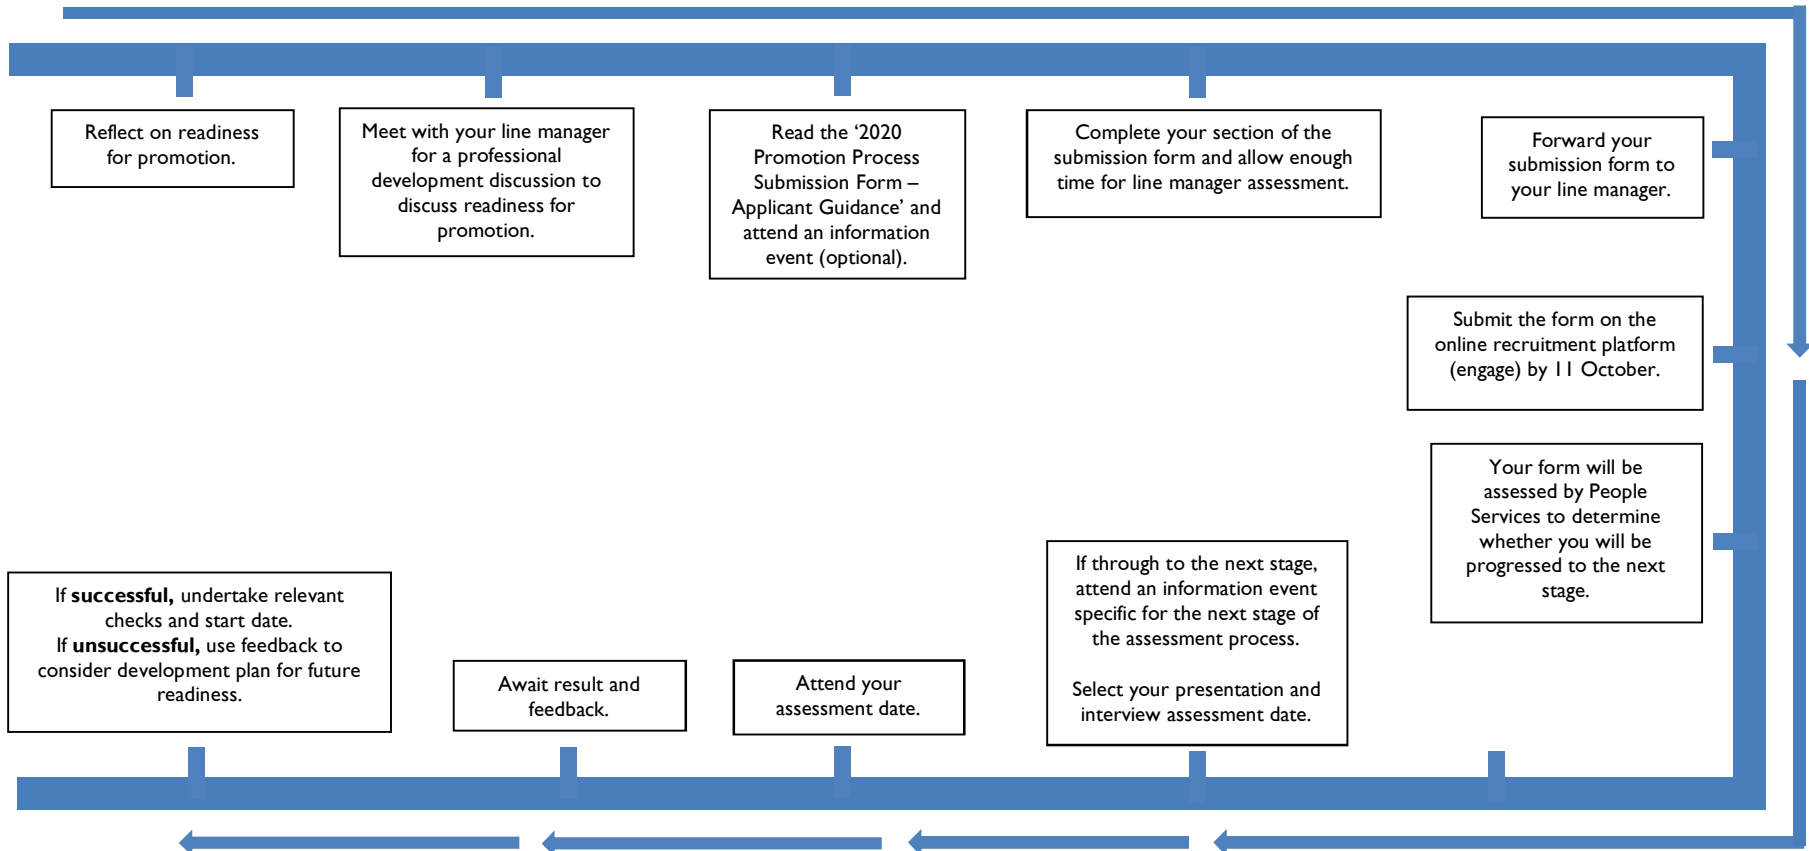 Reflect on readiness
for promotion.
Meet with your line manager
for a professional
development discussion to
discuss readiness for
promotion.
Read the ‘2020
Promotion Process
Submission Form –
Applicant Guidance’ and
attend an information
event (optional).
Complete your section of the
submission form and allow enough
time for line manager assessment.
Forward your
submission form to
your line manager.
Submit the form on the
online recruitment platform
(engage) by 11 October.
Your form will be
assessed by People
Services to determine
whether you will be
progressed to the next
stage.
If through to the next stage,
attend an information event
specific for the next stage of
the assessment process.
Select your presentation and
interview assessment date.
Attend your
assessment date.
Await result and
feedback.
If successful, undertake relevant
checks and start date.
If unsuccessful, use feedback to
consider development plan for future
readiness.